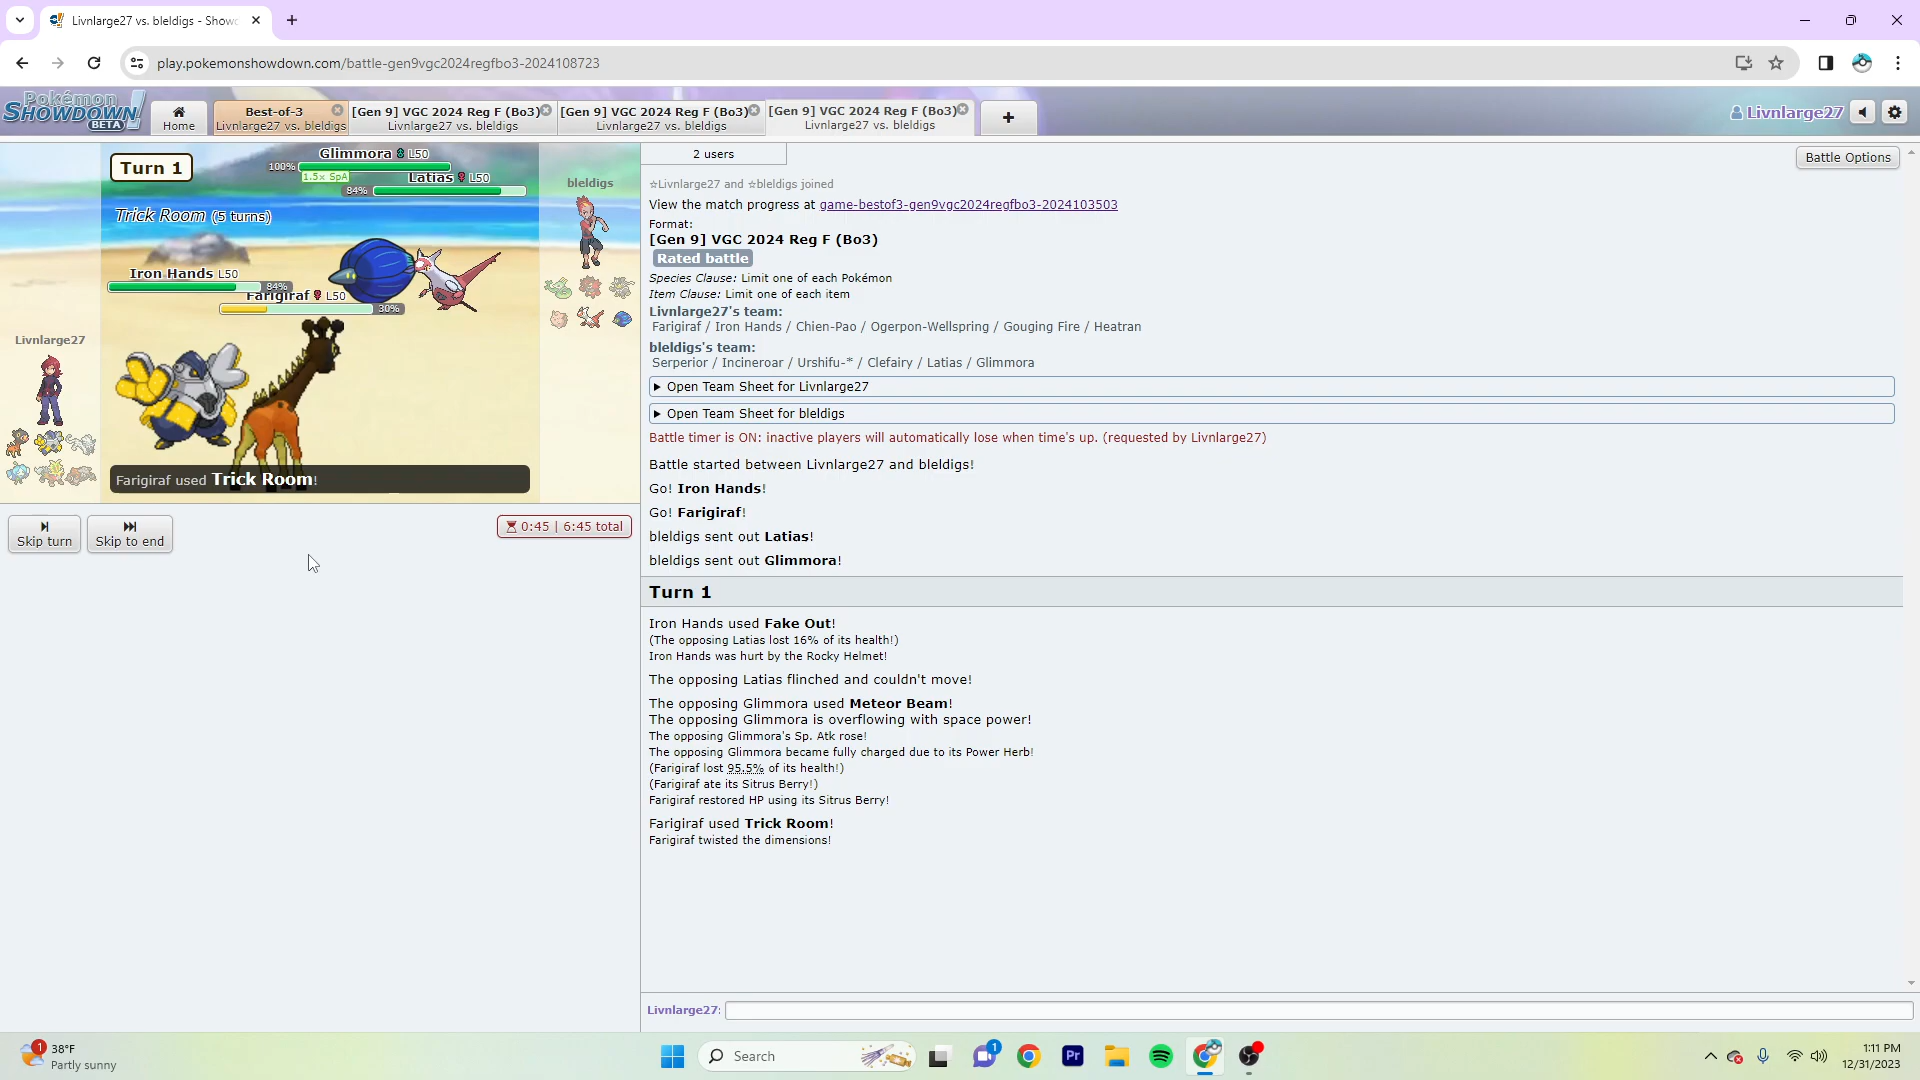 Livnlarge27 vs. bleldigs - Showd
play.pokemonshowdown.com/battle-gen9vgc2024regfbo3-2024108723
Pokémon
SHOWDOWN!
BETA
Home
Best-of-3
Livnlarge27 vs. bleldigs
[Gen 9] VGC 2024 Reg F (Bo3)
Livnlarge27 vs. bleldigs
[Gen 9] VGC 2024 Reg F (Bo3)
Livnlarge27 vs. bleldigs
[Gen 9] VGC 2024 Reg F (Bo3)
Livnlarge27 vs. bleldigs
+
Livnlarge27
Turn 1
Glimmora L50
100%
1.5× SpA
Latias L50
84%
Trick Room (5 turns)
bleldigs
Iron Hands L50
84%
Farigiraf L50
30%
Livnlarge27
Farigiraf used Trick Room!
Skip turn
Skip to end
0:45 | 6:45 total
2 users
Battle Options
☆Livnlarge27 and ☆bleldigs joined
View the match progress at game-bestof3-gen9vgc2024regfbo3-2024103503
Format:
[Gen 9] VGC 2024 Reg F (Bo3)
Rated battle
Species Clause: Limit one of each Pokémon
Item Clause: Limit one of each item
Livnlarge27's team:
Farigiraf / Iron Hands / Chien-Pao / Ogerpon-Wellspring / Gouging Fire / Heatran
bleldigs's team:
Serperior / Incineroar / Urshifu-* / Clefairy / Latias / Glimmora
Open Team Sheet for Livnlarge27
Open Team Sheet for bleldigs
Battle timer is ON: inactive players will automatically lose when time's up. (requested by Livnlarge27)
Battle started between Livnlarge27 and bleldigs!
Go! Iron Hands!
Go! Farigiraf!
bleldigs sent out Latias!
bleldigs sent out Glimmora!
Turn 1
Iron Hands used Fake Out!
(The opposing Latias lost 16% of its health!)
Iron Hands was hurt by the Rocky Helmet!
The opposing Latias flinched and couldn't move!
The opposing Glimmora used Meteor Beam!
The opposing Glimmora is overflowing with space power!
The opposing Glimmora's Sp. Atk rose!
The opposing Glimmora became fully charged due to its Power Herb!
(Farigiraf lost 95.5% of its health!)
(Farigiraf ate its Sitrus Berry!)
Farigiraf restored HP using its Sitrus Berry!
Farigiraf used Trick Room!
Farigiraf twisted the dimensions!
Livnlarge27:
1
38°F
Partly sunny
Search
1
Pr
1:11 PM
12/31/2023